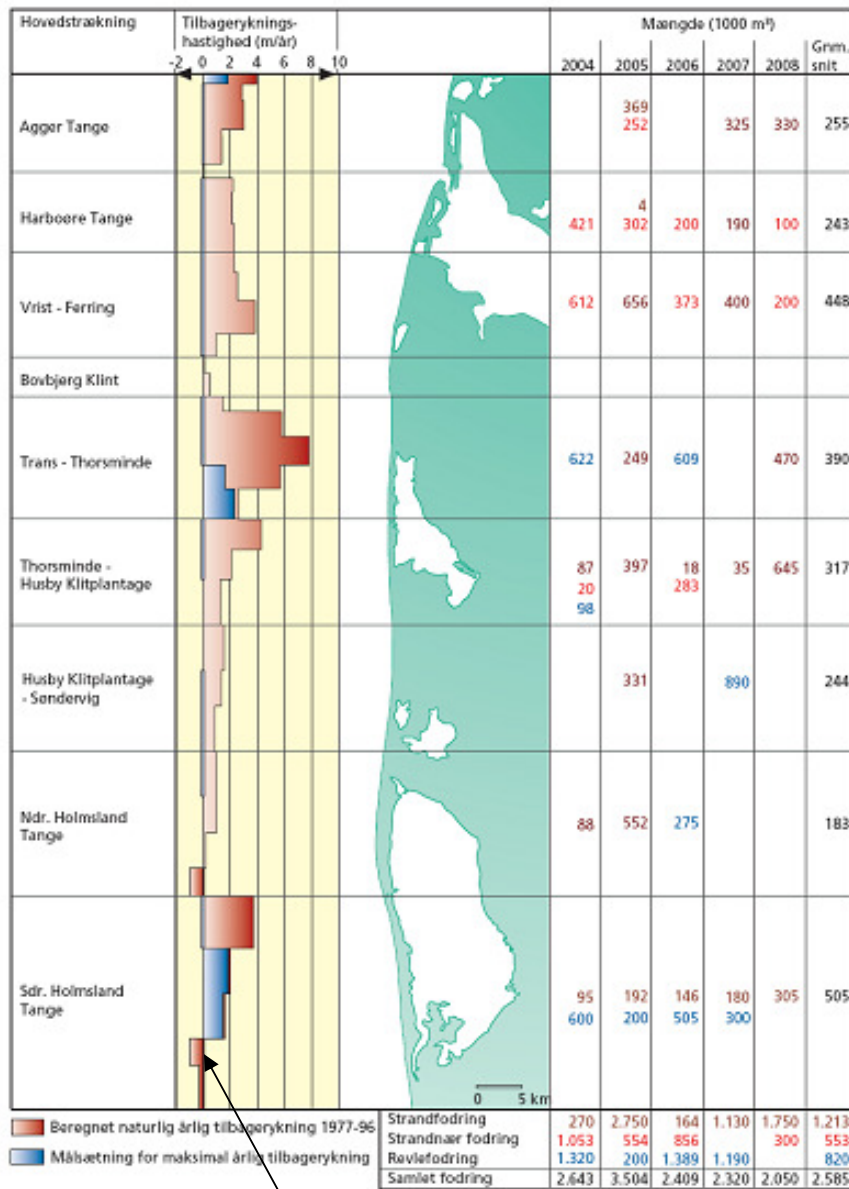 Hovedstrækning
Tilbageryknings-
hastighed (m/år)
-2 0 2 4 6 8 10
Mængde (1000 m³)
2004 2005 2006 2007 2008 Gnm. snit
Agger Tange
369
252 325 330 255
Harboøre Tange
4
421 302 200 190 100 243
Vrist - Ferring
612 656 373 400 200 448
Bovbjerg Klint
Trans - Thorsminde
622 249 609 470 390
Thorsminde -
Husby Klitplantage
87 397 18 35 645 317
20 283
98
Husby Klitplantage
- Søndervig
331 890 244
Ndr. Holmsland
Tange
88 552 275 183
Sdr. Holmsland
Tange
95 192 146 180 305 505
600 200 505 300
0 5 km
Beregnet naturlig årlig tilbagerykning 1977-96
Målsætning for maksimal årlig tilbagerykning
Strandfodring 270 2.750 164 1.130 1.750 1.213
Strandnær fodring 1.053 554 856 300 553
Revlefodring 1.320 200 1.389 1.190 820
Samlet fodring 2.643 3.504 2.409 2.320 2.050 2.585